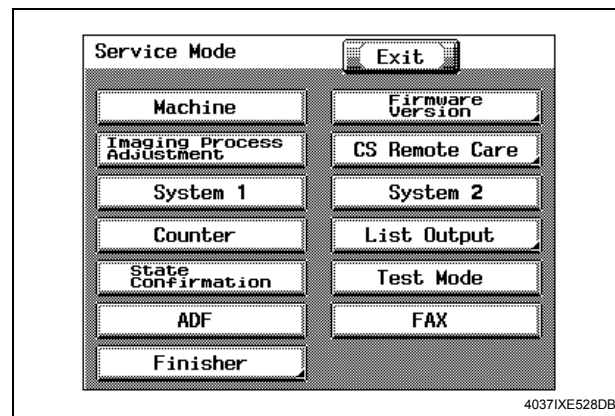 Service Mode
Exit
Machine
Firmware
Version
Imaging Process
Adjustment
CS Remote Care
System 1
System 2
Counter
List Output
State
Confirmation
Test Mode
ADF
FAX
Finisher
4037IXE528DB